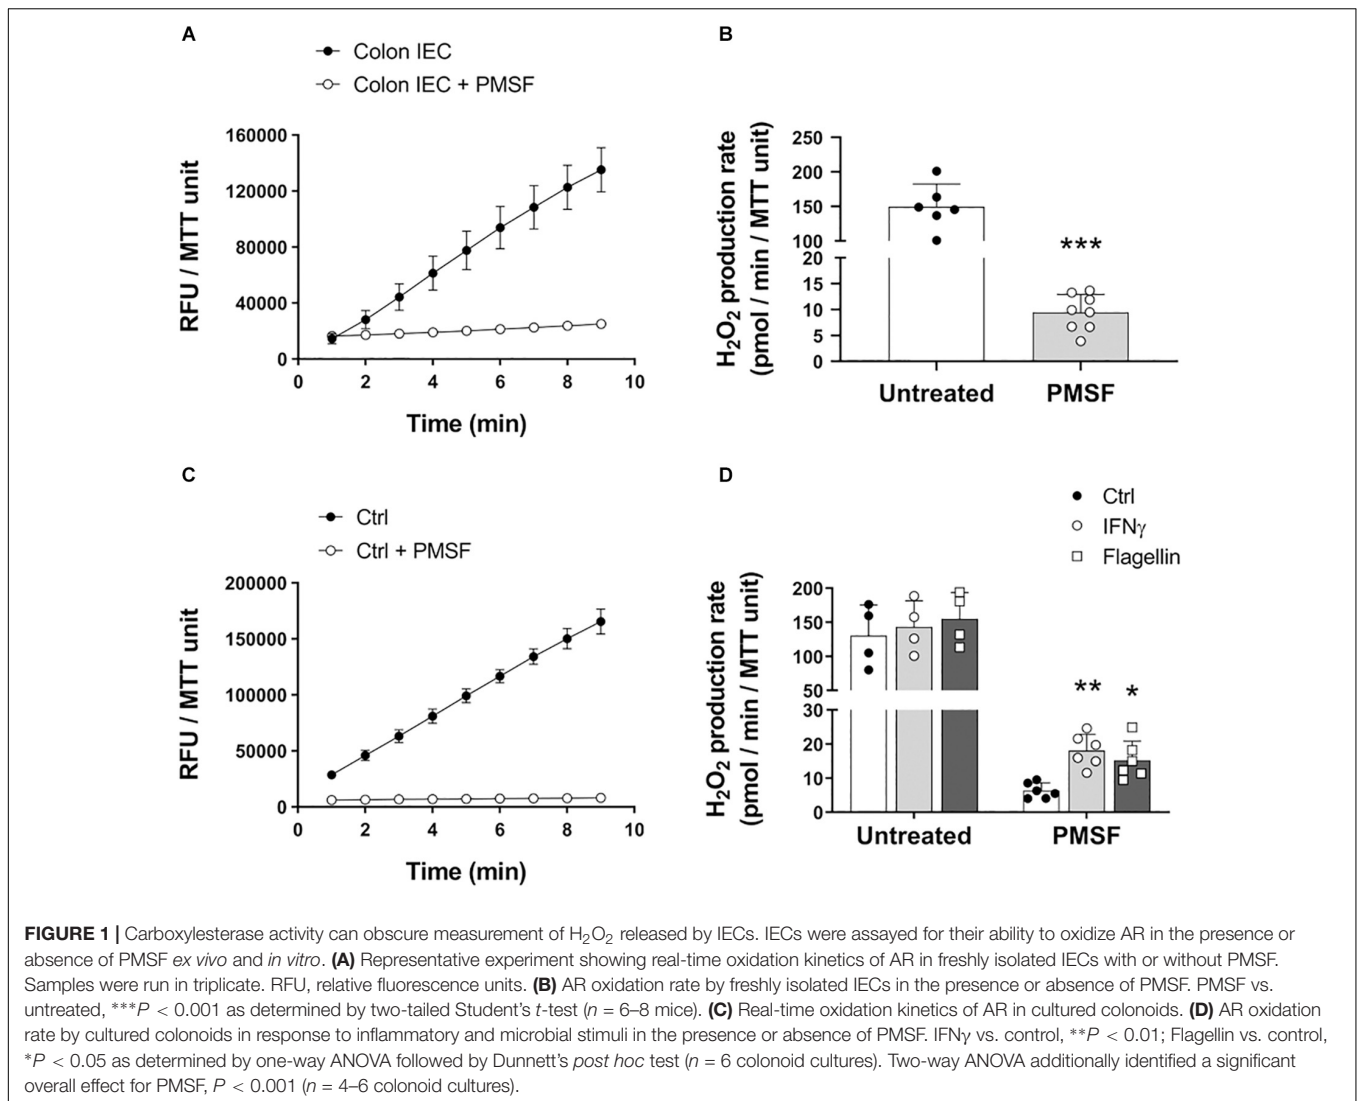 A
Colon IEC
Colon IEC + PMSF
RFU / MTT unit
160000
120000
80000
40000
0
0 2 4 6 8 10
Time (min)
B
H₂O₂ production rate
(pmol / min / MTT unit)
250
200
150
100
20
15
10
5
0
***
Untreated PMSF
C
Ctrl
Ctrl + PMSF
RFU / MTT unit
200000
150000
100000
50000
0
0 2 4 6 8 10
Time (min)
D
Ctrl
IFNγ
Flagellin
H₂O₂ production rate
(pmol / min / MTT unit)
200
150
100
50
30
20
10
0
** *
Untreated PMSF
FIGURE 1 | Carboxylesterase activity can obscure measurement of H₂O₂ released by IECs. IECs were assayed for their ability to oxidize AR in the presence or
absence of PMSF ex vivo and in vitro. (A) Representative experiment showing real-time oxidation kinetics of AR in freshly isolated IECs with or without PMSF.
Samples were run in triplicate. RFU, relative fluorescence units. (B) AR oxidation rate by freshly isolated IECs in the presence or absence of PMSF. PMSF vs.
untreated, ***P < 0.001 as determined by two-tailed Student's t-test (n = 6–8 mice). (C) Real-time oxidation kinetics of AR in cultured colonoids. (D) AR oxidation
rate by cultured colonoids in response to inflammatory and microbial stimuli in the presence or absence of PMSF. IFNγ vs. control, **P < 0.01; Flagellin vs. control,
*P < 0.05 as determined by one-way ANOVA followed by Dunnett's post hoc test (n = 6 colonoid cultures). Two-way ANOVA additionally identified a significant
overall effect for PMSF, P < 0.001 (n = 4–6 colonoid cultures).